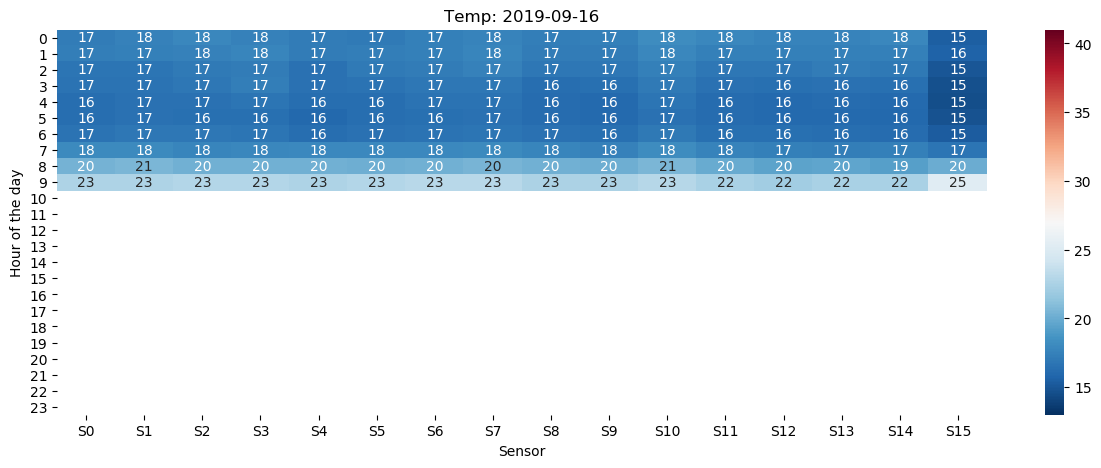 Temp: 2019-09-16
0 17 18 18 18 17 17 17 18 17 17 18 18 18 18 18 15
1 17 17 18 18 17 17 17 18 17 17 18 17 17 17 17 16
2 17 17 17 17 17 17 17 17 17 17 17 17 17 17 17 15
3 17 17 17 17 17 17 17 17 16 16 17 17 16 16 16 15
4 16 17 17 17 16 16 17 17 16 16 17 16 16 16 16 15
5 16 17 16 17 16 16 16 17 16 16 17 16 16 16 16 15
6 17 17 17 17 16 17 17 17 16 16 17 16 16 16 16 15
7 18 18 18 18 18 18 18 18 18 18 18 18 17 17 17 17
8 20 21 20 20 20 20 20 20 20 20 21 20 20 20 19 20
9 23 23 23 23 23 23 23 23 23 23 23 22 22 22 22 25
10
11
12
13
14
15
16
17
18
19
20
21
22
23
Hour of the day
S0 S1 S2 S3 S4 S5 S6 S7 S8 S9 S10 S11 S12 S13 S14 S15
Sensor
40
35
30
25
20
15